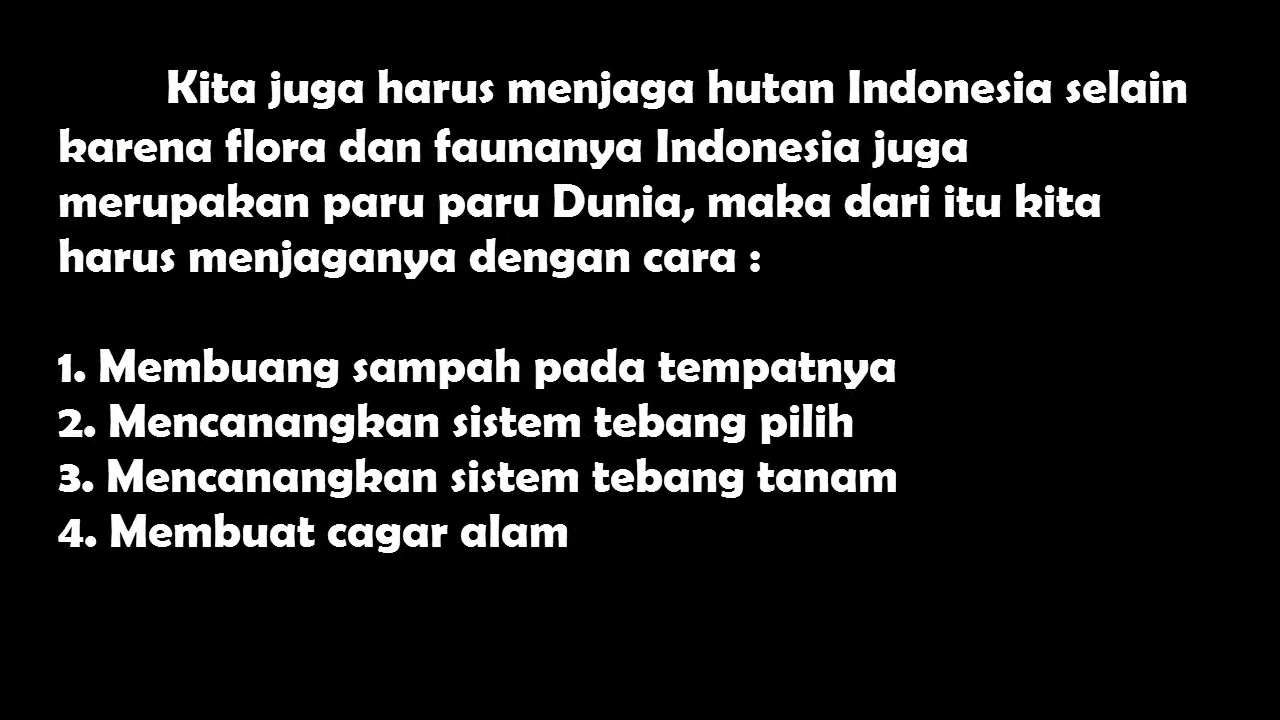 Kita juga harus menjaga hutan Indonesia selain
karena flora dan faunanya Indonesia juga
merupakan paru paru Dunia, maka dari itu kita
harus menjaganya dengan cara :
1. Membuang sampah pada tempatnya
2. Mencanangkan sistem tebang pilih
3. Mencanangkan sistem tebang tanam
4. Membuat cagar alam